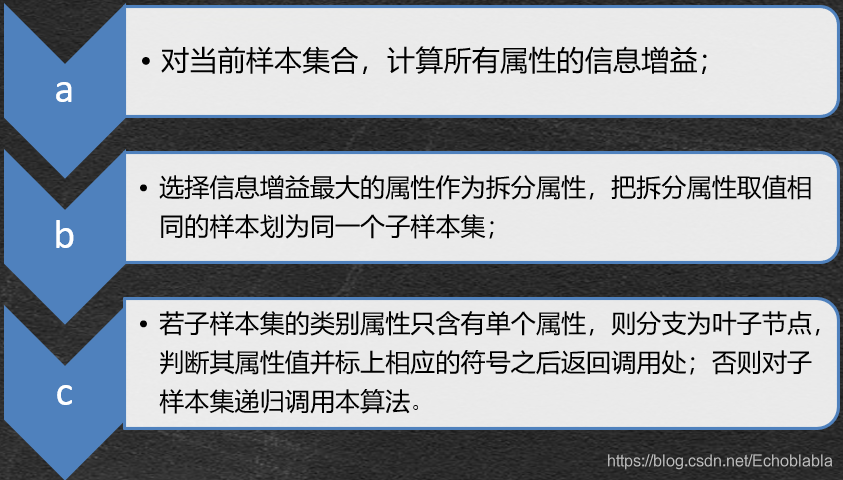 a
• 对当前样本集合，计算所有属性的信息增益；
b
• 选择信息增益最大的属性作为拆分属性，把拆分属性取值相
同的样本划为同一个子样本集；
c
• 若子样本集的类别属性只含有单个属性，则分支为叶子节点，
判断其属性值并标上相应的符号之后返回调用处；否则对子
样本集递归调用本算法。
https://blog.csdn.net/Echoblabla